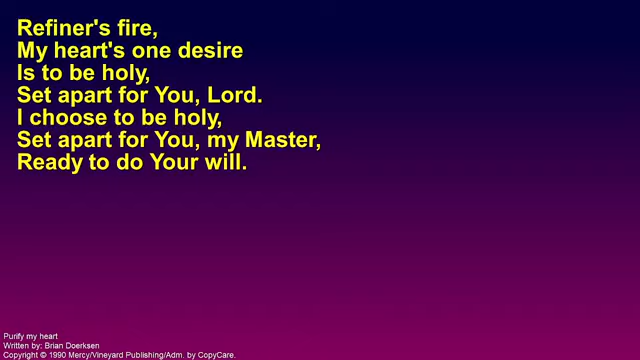 Refiner's fire,
My heart's one desire
Is to be holy,
Set apart for You, Lord.
I choose to be holy,
Set apart for You, my Master,
Ready to do Your will.
Purify my heart
Written by: Brian Doerksen
Copyright © 1990 Mercy/Vineyard Publishing/Adm. by CopyCare.